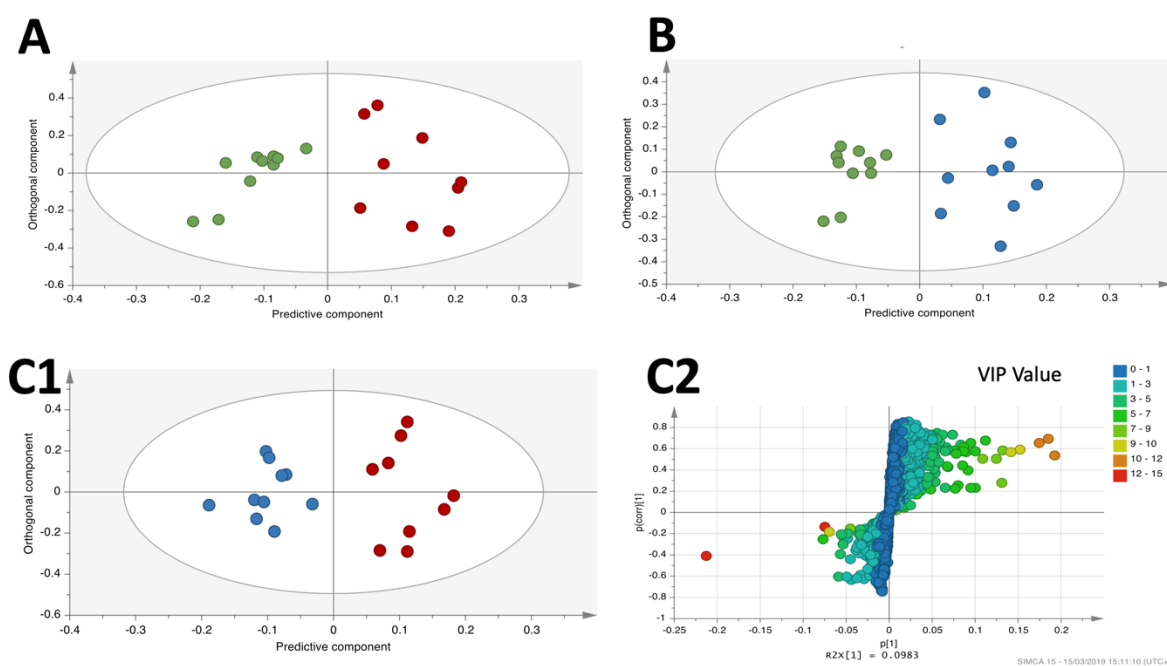 A
B
0.4
0.2
0
-0.2
-0.4
-0.6
-0.4
-0.3
-0.2
-0.1
0
0.1
0.2
0.3
Orthogonal component
Predictive component
0.4
0.3
0.2
0.1
0
-0.1
-0.2
-0.3
-0.4
-0.5
-0.4
-0.3
-0.2
-0.1
0
0.1
0.2
0.3
Orthogonal component
Predictive component
C1
C2
0.4
0.2
0
-0.2
-0.4
-0.6
-0.4
-0.3
-0.2
-0.1
0
0.1
0.2
0.3
Orthogonal component
Predictive component
VIP Value
0 - 1
1 - 3
3 - 5
5 - 7
7 - 9
9 - 10
10 - 12
12 - 15
0.8
0.6
0.4
0.2
0
-0.2
-0.4
-0.6
-0.8
-1
-0.25
-0.2
-0.15
-0.1
-0.05
0
0.05
0.1
0.15
0.2
p(corr)[1]
p[1]
R2X[1] = 0.0983
SIMCA 15 - 15/03/2019 15:11:10 (UTC+